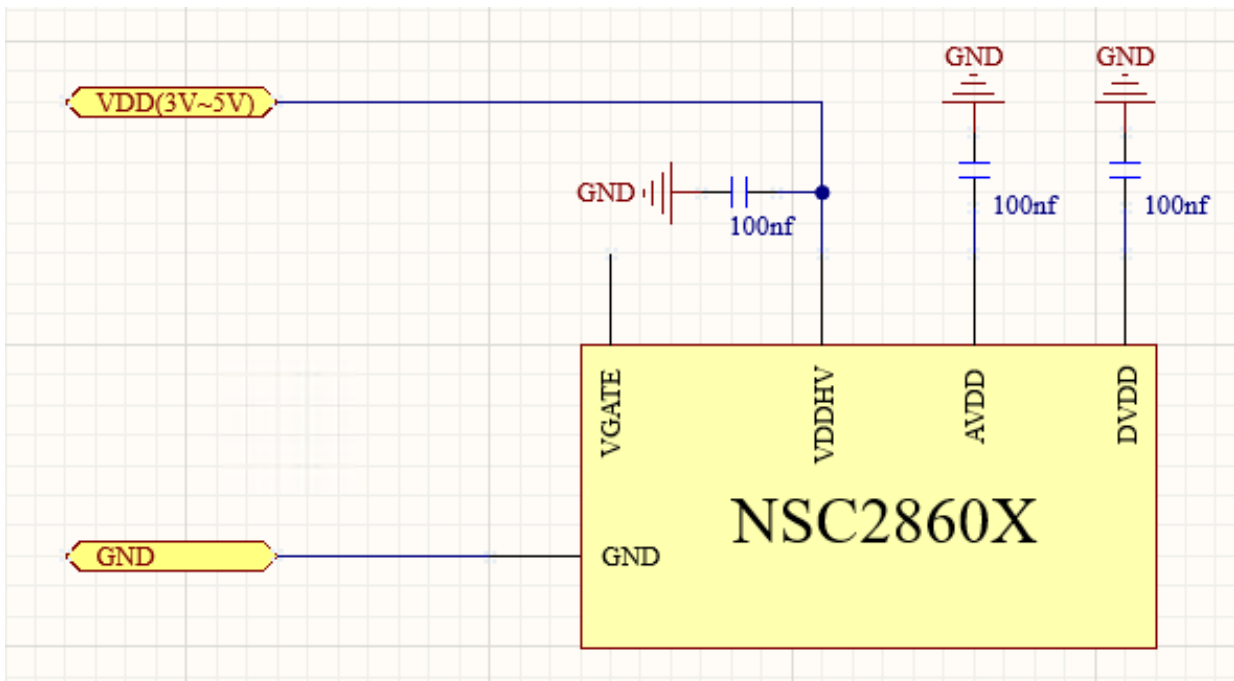 GND
GND
VDD(3V~5V)
GND
100nf
100nf
100nf
VGATE
VDDHV
AVDD
DVDD
NSC2860X
GND
GND